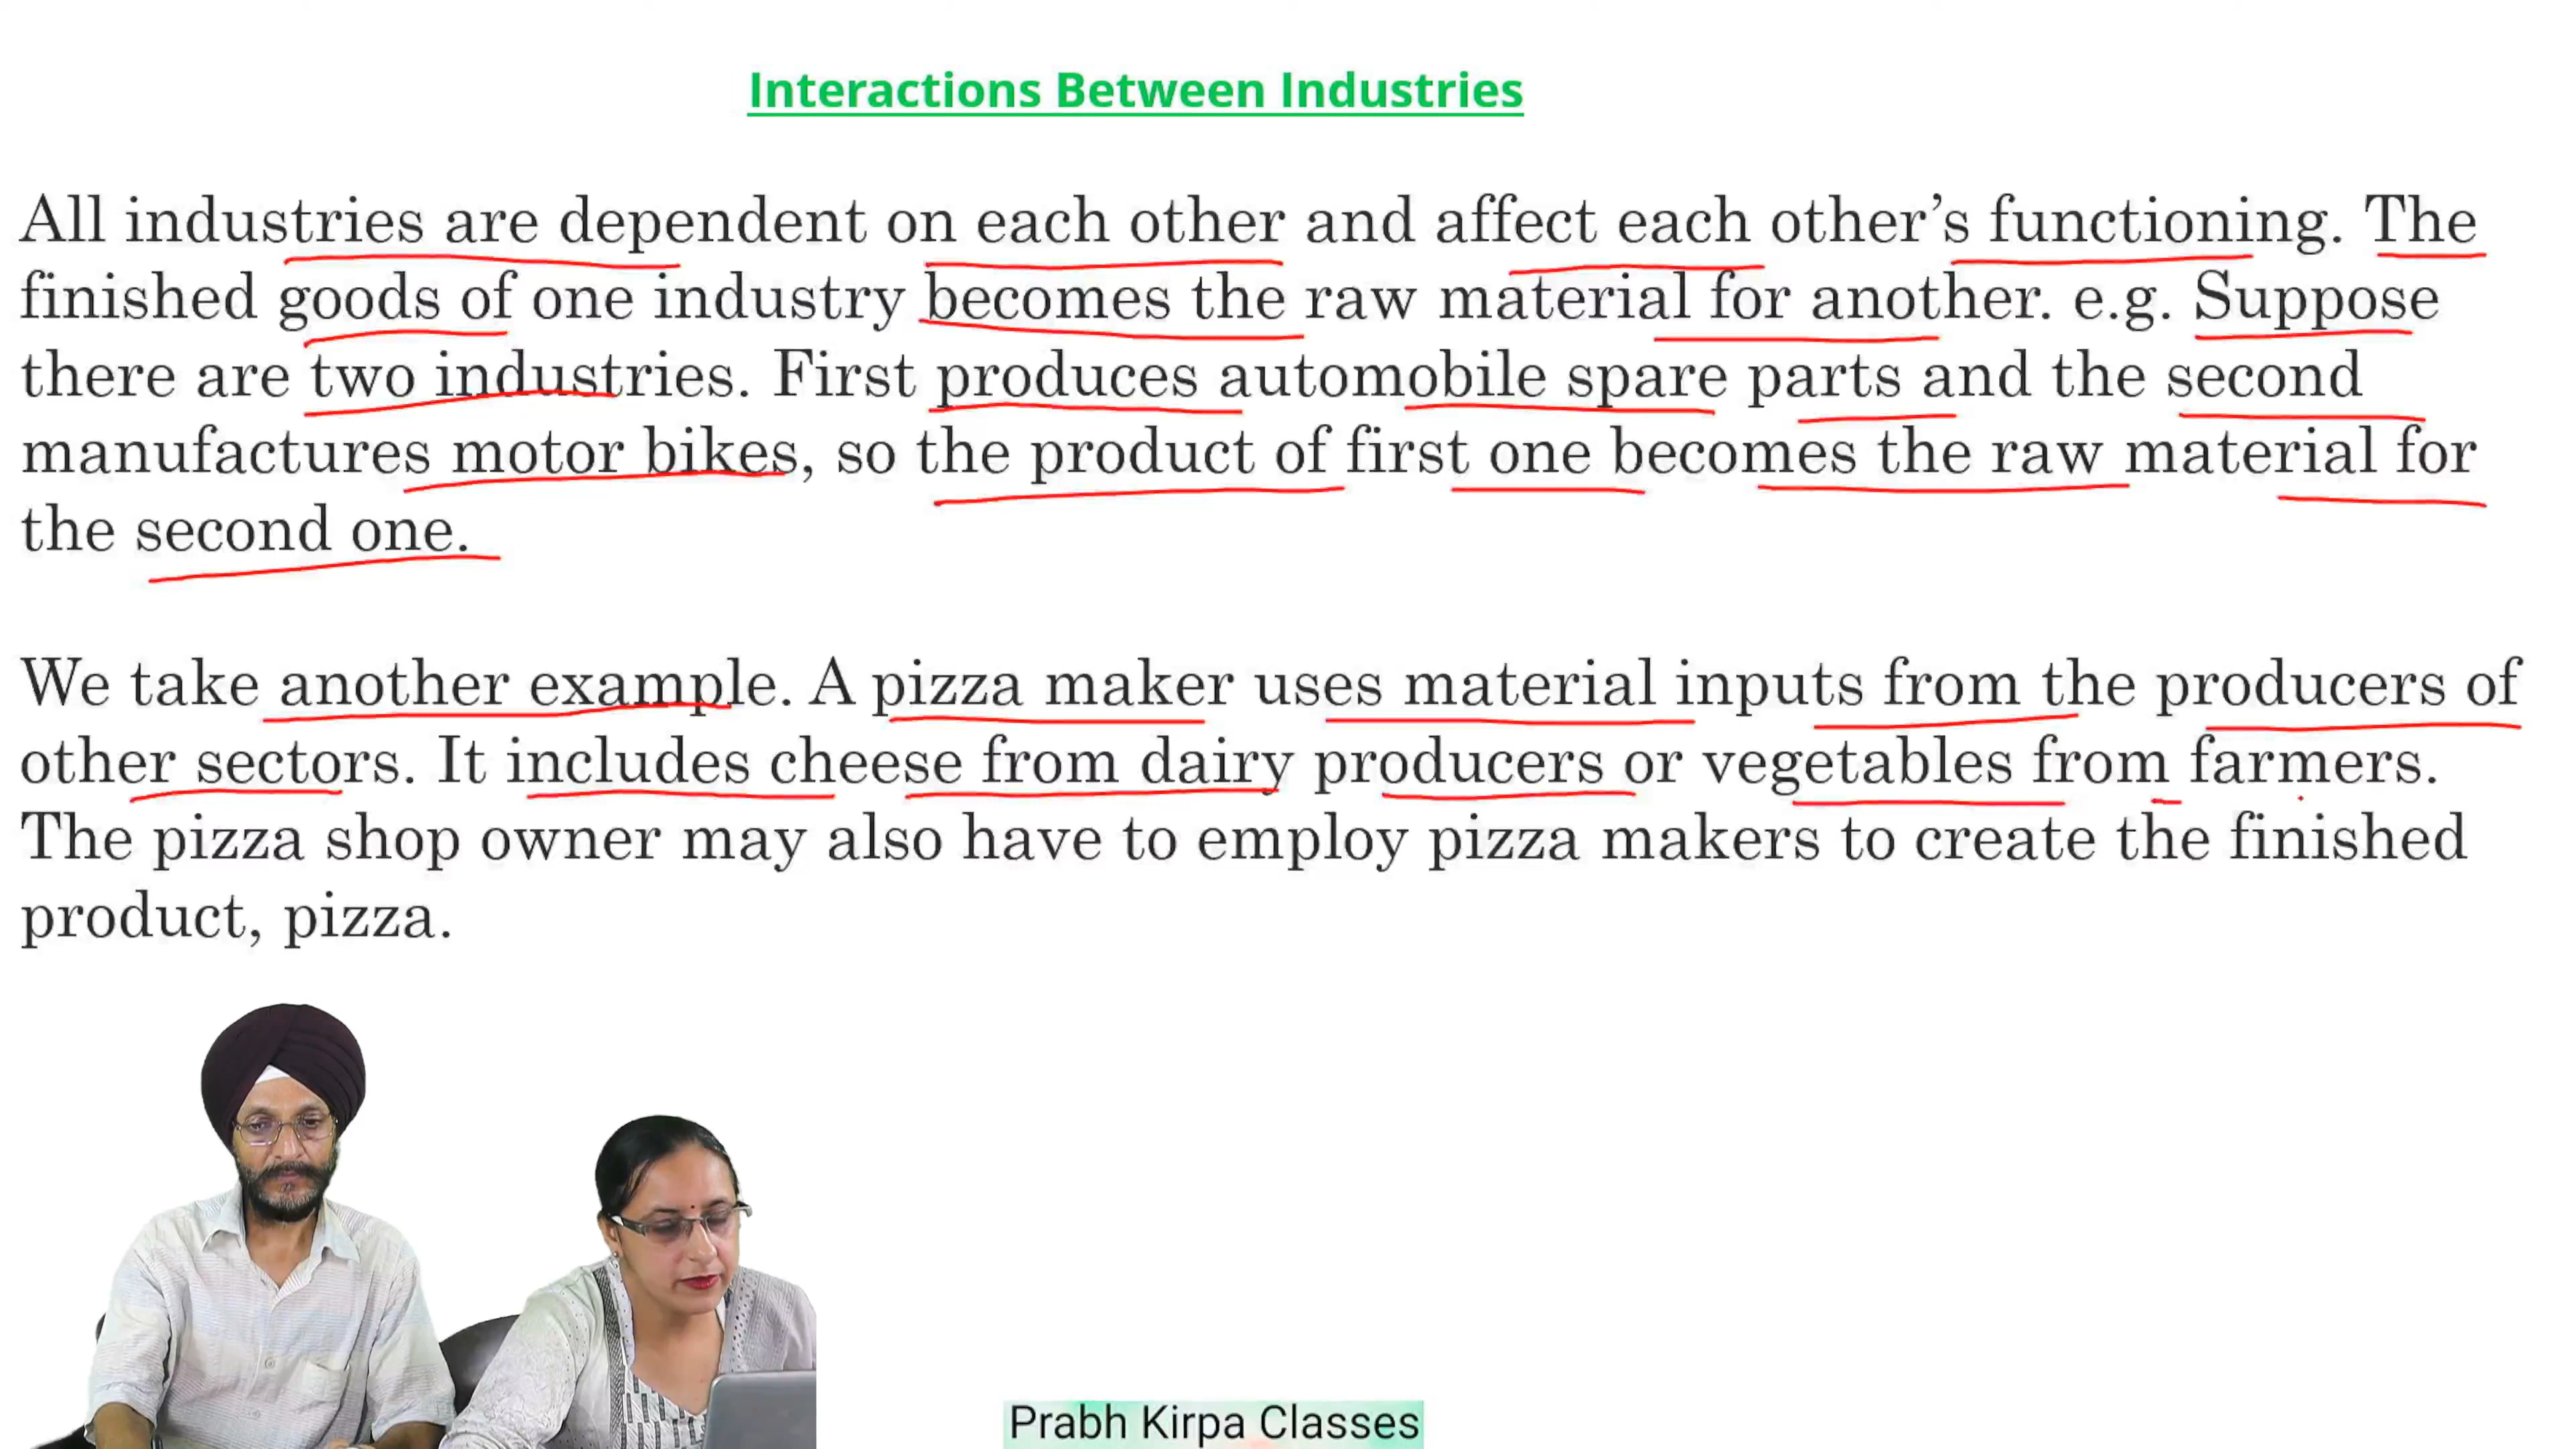 Interactions Between Industries
All industries are dependent on each other and affect each other’s functioning. The
finished goods of one industry becomes the raw material for another. e.g. Suppose
there are two industries. First produces automobile spare parts and the second
manufactures motor bikes, so the product of first one becomes the raw material for
the second one.
We take another example. A pizza maker uses material inputs from the producers of
other sectors. It includes cheese from dairy producers or vegetables from farmers.
The pizza shop owner may also have to employ pizza makers to create the finished
product, pizza.
Prabh Kirpa Classes